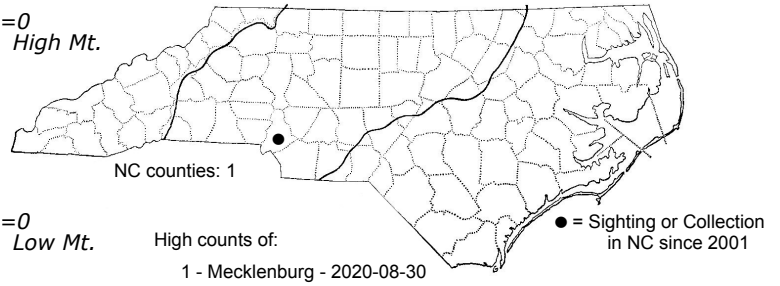 =0
High Mt.
NC counties: 1
=0
Low Mt.
High counts of:
1 - Mecklenburg - 2020-08-30
● = Sighting or Collection
in NC since 2001